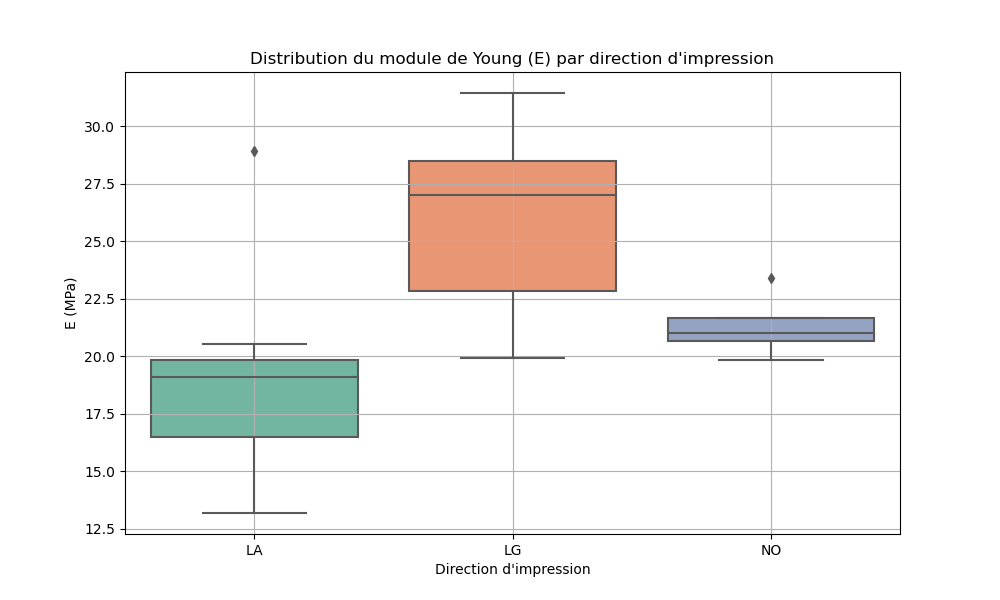 Distribution du module de Young (E) par direction d'impression
E (MPa)
30.0
27.5
25.0
22.5
20.0
17.5
15.0
12.5
LA
LG
NO
Direction d'impression